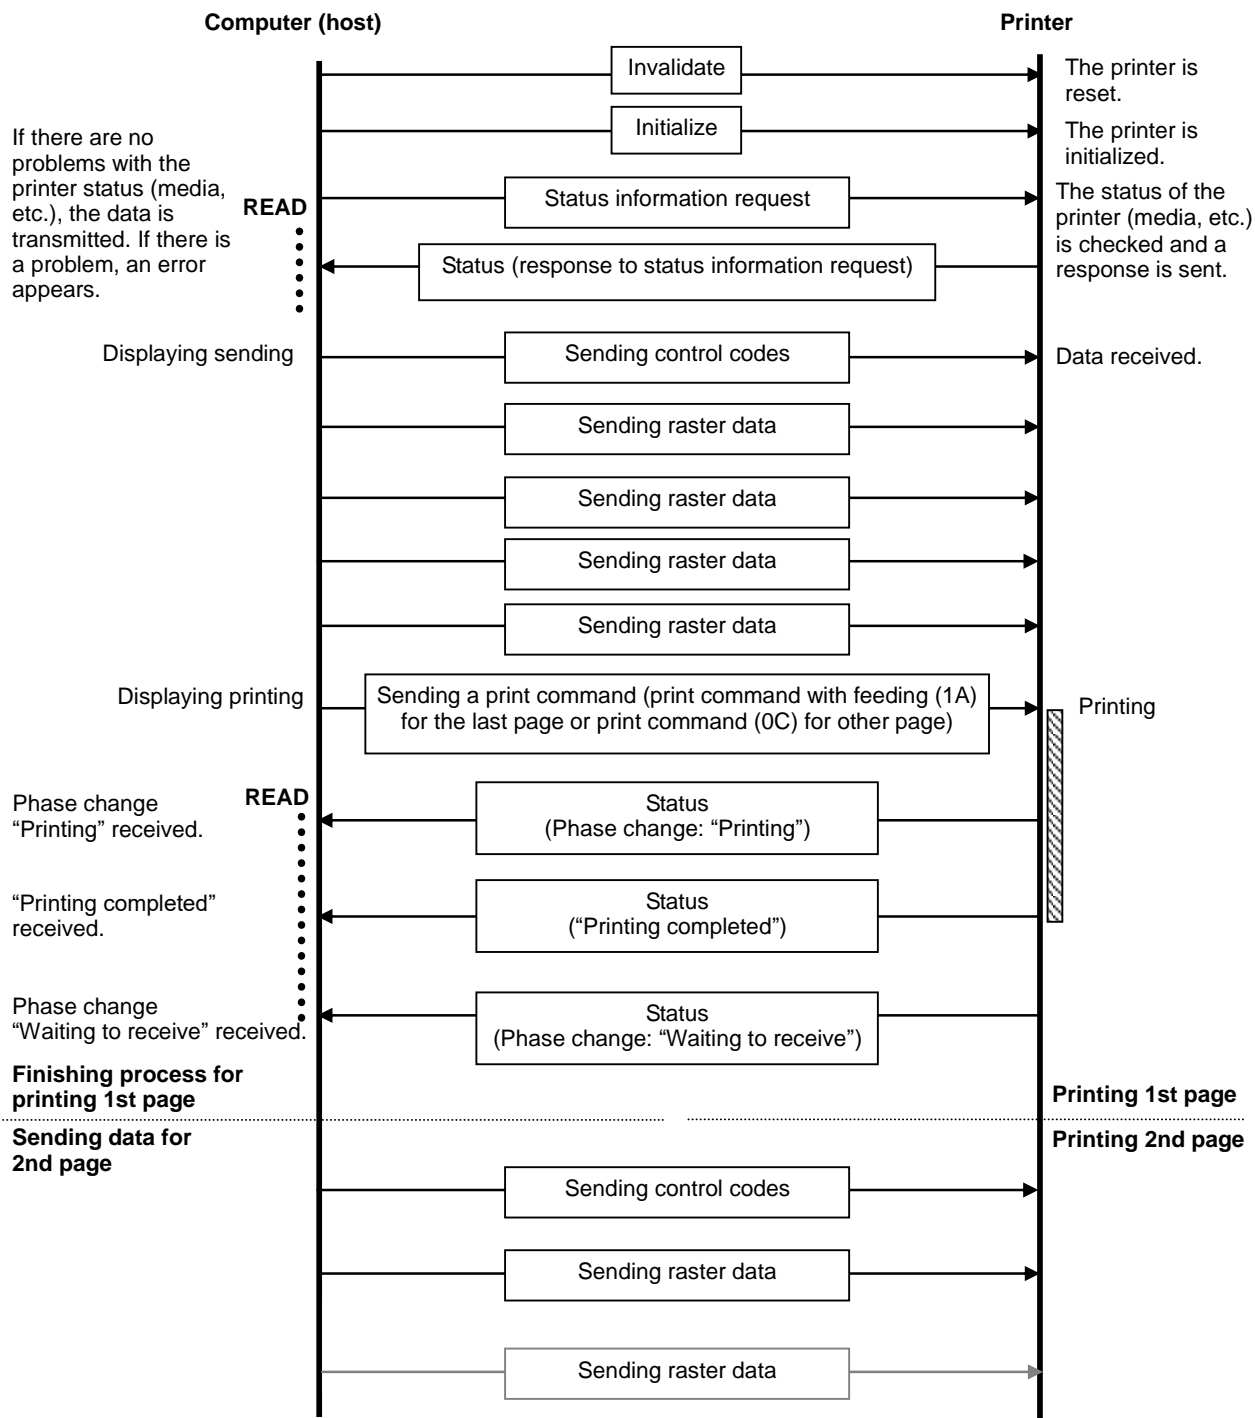 Computer (host)
Printer
Invalidate
The printer is
reset.
Initialize
The printer is
initialized.
If there are no
problems with the
printer status (media,
etc.), the data is
transmitted. If there is
a problem, an error
appears.
READ
Status information request
The status of the
printer (media, etc.)
is checked and a
response is sent.
Status (response to status information request)
Displaying sending
Sending control codes
Data received.
Sending raster data
Sending raster data
Sending raster data
Sending raster data
Displaying printing
Sending a print command (print command with feeding (1A)
for the last page or print command (0C) for other page)
Printing
READ
Phase change
“Printing” received.
Status
(Phase change: “Printing”)
“Printing completed”
received.
Status
(“Printing completed”)
Phase change
“Waiting to receive” received.
Status
(Phase change: “Waiting to receive”)
Finishing process for
printing 1st page
Printing 1st page
Sending data for
2nd page
Printing 2nd page
Sending control codes
Sending raster data
Sending raster data